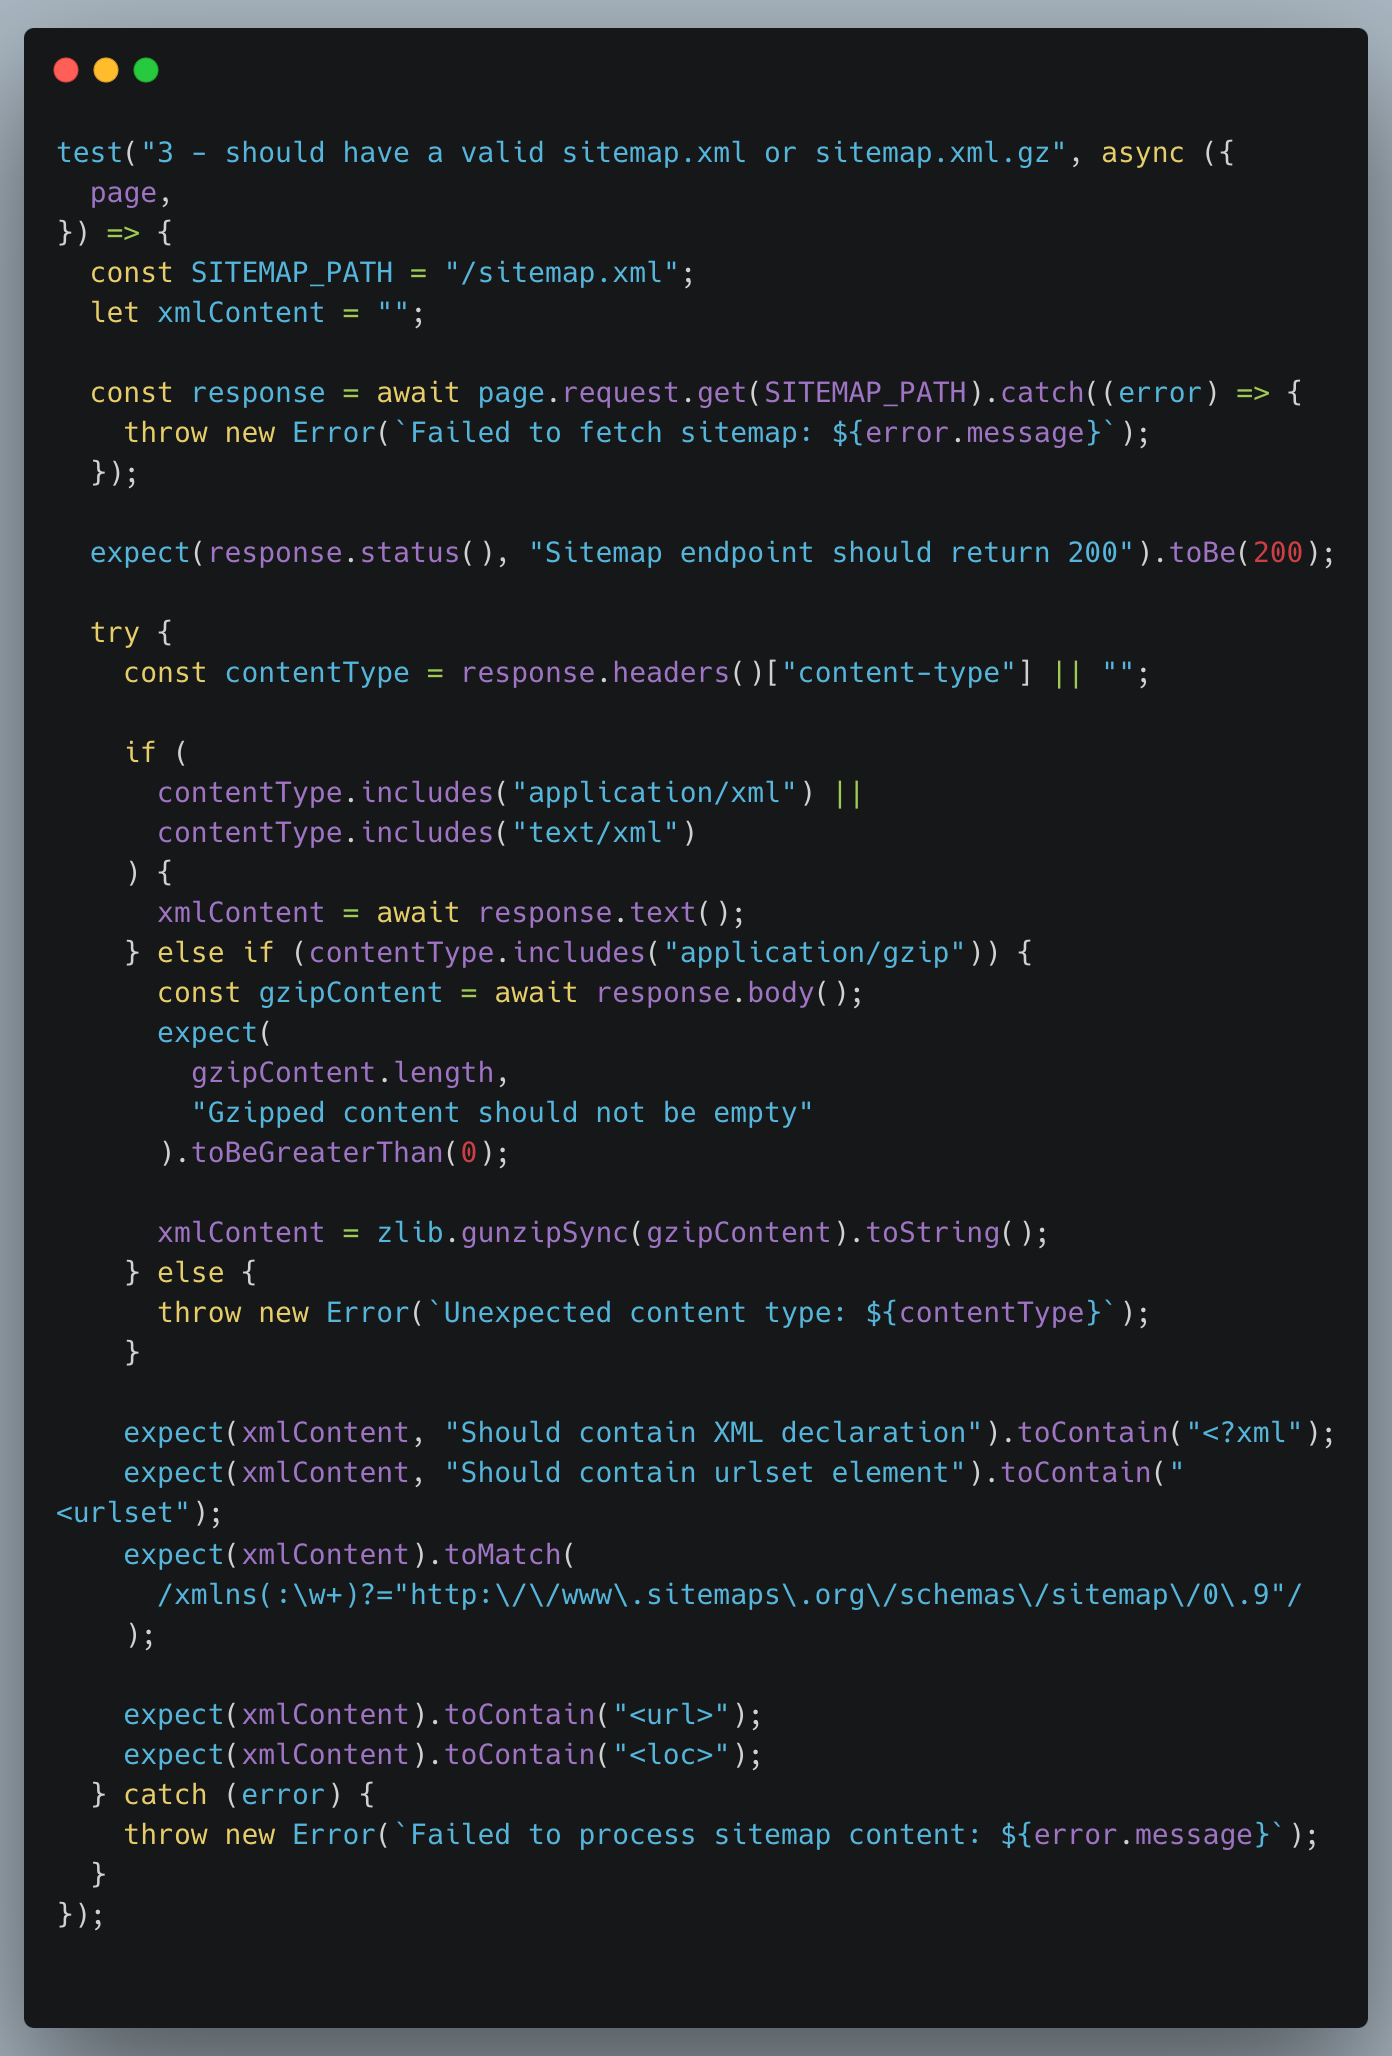 test("3 - should have a valid sitemap.xml or sitemap.xml.gz", async ({
  page,
}) => {
  const SITEMAP_PATH = "/sitemap.xml";
  let xmlContent = "";

  const response = await page.request.get(SITEMAP_PATH).catch((error) => {
    throw new Error(`Failed to fetch sitemap: ${error.message}`);
  });

  expect(response.status(), "Sitemap endpoint should return 200").toBe(200);

  try {
    const contentType = response.headers()["content-type"] || "";

    if (
      contentType.includes("application/xml") ||
      contentType.includes("text/xml")
    ) {
      xmlContent = await response.text();
    } else if (contentType.includes("application/gzip")) {
      const gzipContent = await response.body();
      expect(
        gzipContent.length,
        "Gzipped content should not be empty"
      ).toBeGreaterThan(0);

      xmlContent = zlib.gunzipSync(gzipContent).toString();
    } else {
      throw new Error(`Unexpected content type: ${contentType}`);
    }

    expect(xmlContent, "Should contain XML declaration").toContain("<?xml");
    expect(xmlContent, "Should contain urlset element").toContain("
<urlset");
    expect(xmlContent).toMatch(
      /xmlns(:\w+)?="http:\/\/www\.sitemaps\.org\/schemas\/sitemap\/0\.9"/
    );

    expect(xmlContent).toContain("<url>");
    expect(xmlContent).toContain("<loc>");
  } catch (error) {
    throw new Error(`Failed to process sitemap content: ${error.message}`);
  }
});